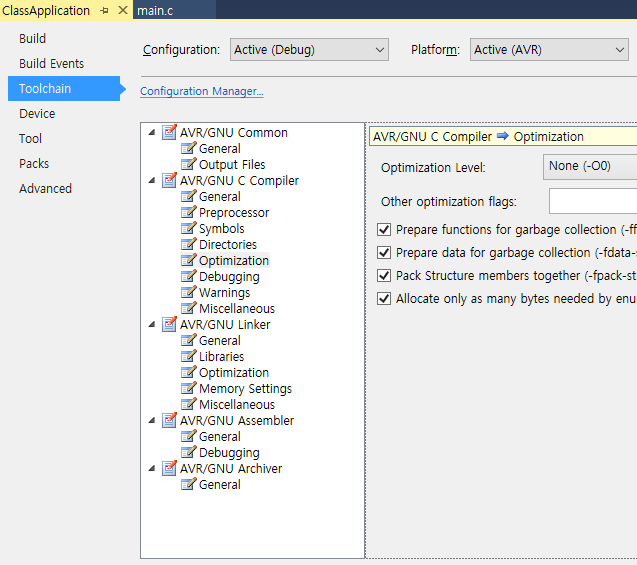 ClassApplication
main.c
Build
Build Events
Toolchain
Device
Tool
Packs
Advanced
Configuration:
Active (Debug)
Platform:
Active (AVR)
Configuration Manager...
AVR/GNU Common
General
Output Files
AVR/GNU C Compiler
General
Preprocessor
Symbols
Directories
Optimization
Debugging
Warnings
Miscellaneous
AVR/GNU Linker
General
Libraries
Optimization
Memory Settings
Miscellaneous
AVR/GNU Assembler
General
Debugging
AVR/GNU Archiver
General
AVR/GNU C Compiler ➡ Optimization
Optimization Level:
None (-O0)
Other optimization flags:
Prepare functions for garbage collection (-ff
Prepare data for garbage collection (-fdata-s
Pack Structure members together (-fpack-st
Allocate only as many bytes needed by enu